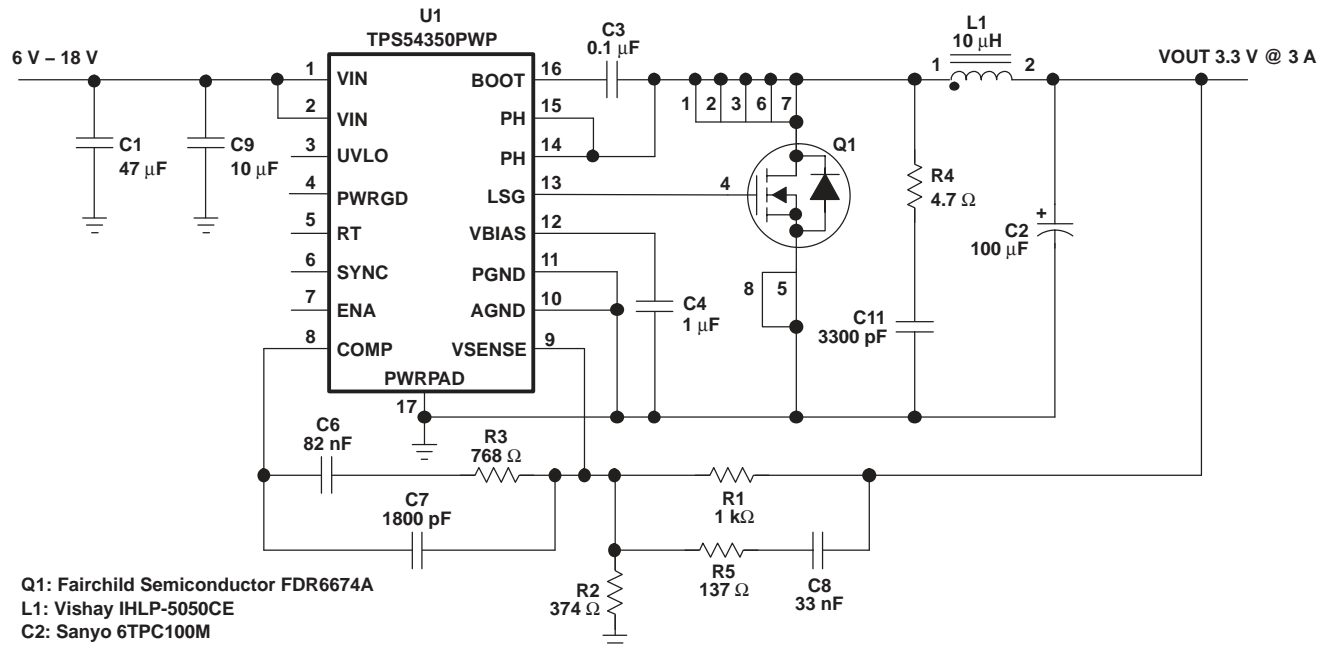 U1
TPS54350PWP
6 V – 18 V
C1
47 μF
C9
10 μF
1 VIN
2 VIN
3 UVLO
4 PWRGD
5 RT
6 SYNC
7 ENA
8 COMP
BOOT 16
PH 15
PH 14
LSG 13
VBIAS 12
PGND 11
AGND 10
VSENSE 9
PWRPAD
17
C3
0.1 μF
1 2 3 6 7
Q1
4
8 5
C4
1 μF
R4
4.7 Ω
C11
3300 pF
L1
10 μH
1 2
VOUT 3.3 V @ 3 A
+
C2
100 μF
C6
82 nF
R3
768 Ω
C7
1800 pF
R1
1 kΩ
R5
137 Ω
C8
33 nF
R2
374 Ω
Q1: Fairchild Semiconductor FDR6674A
L1: Vishay IHLP-5050CE
C2: Sanyo 6TPC100M